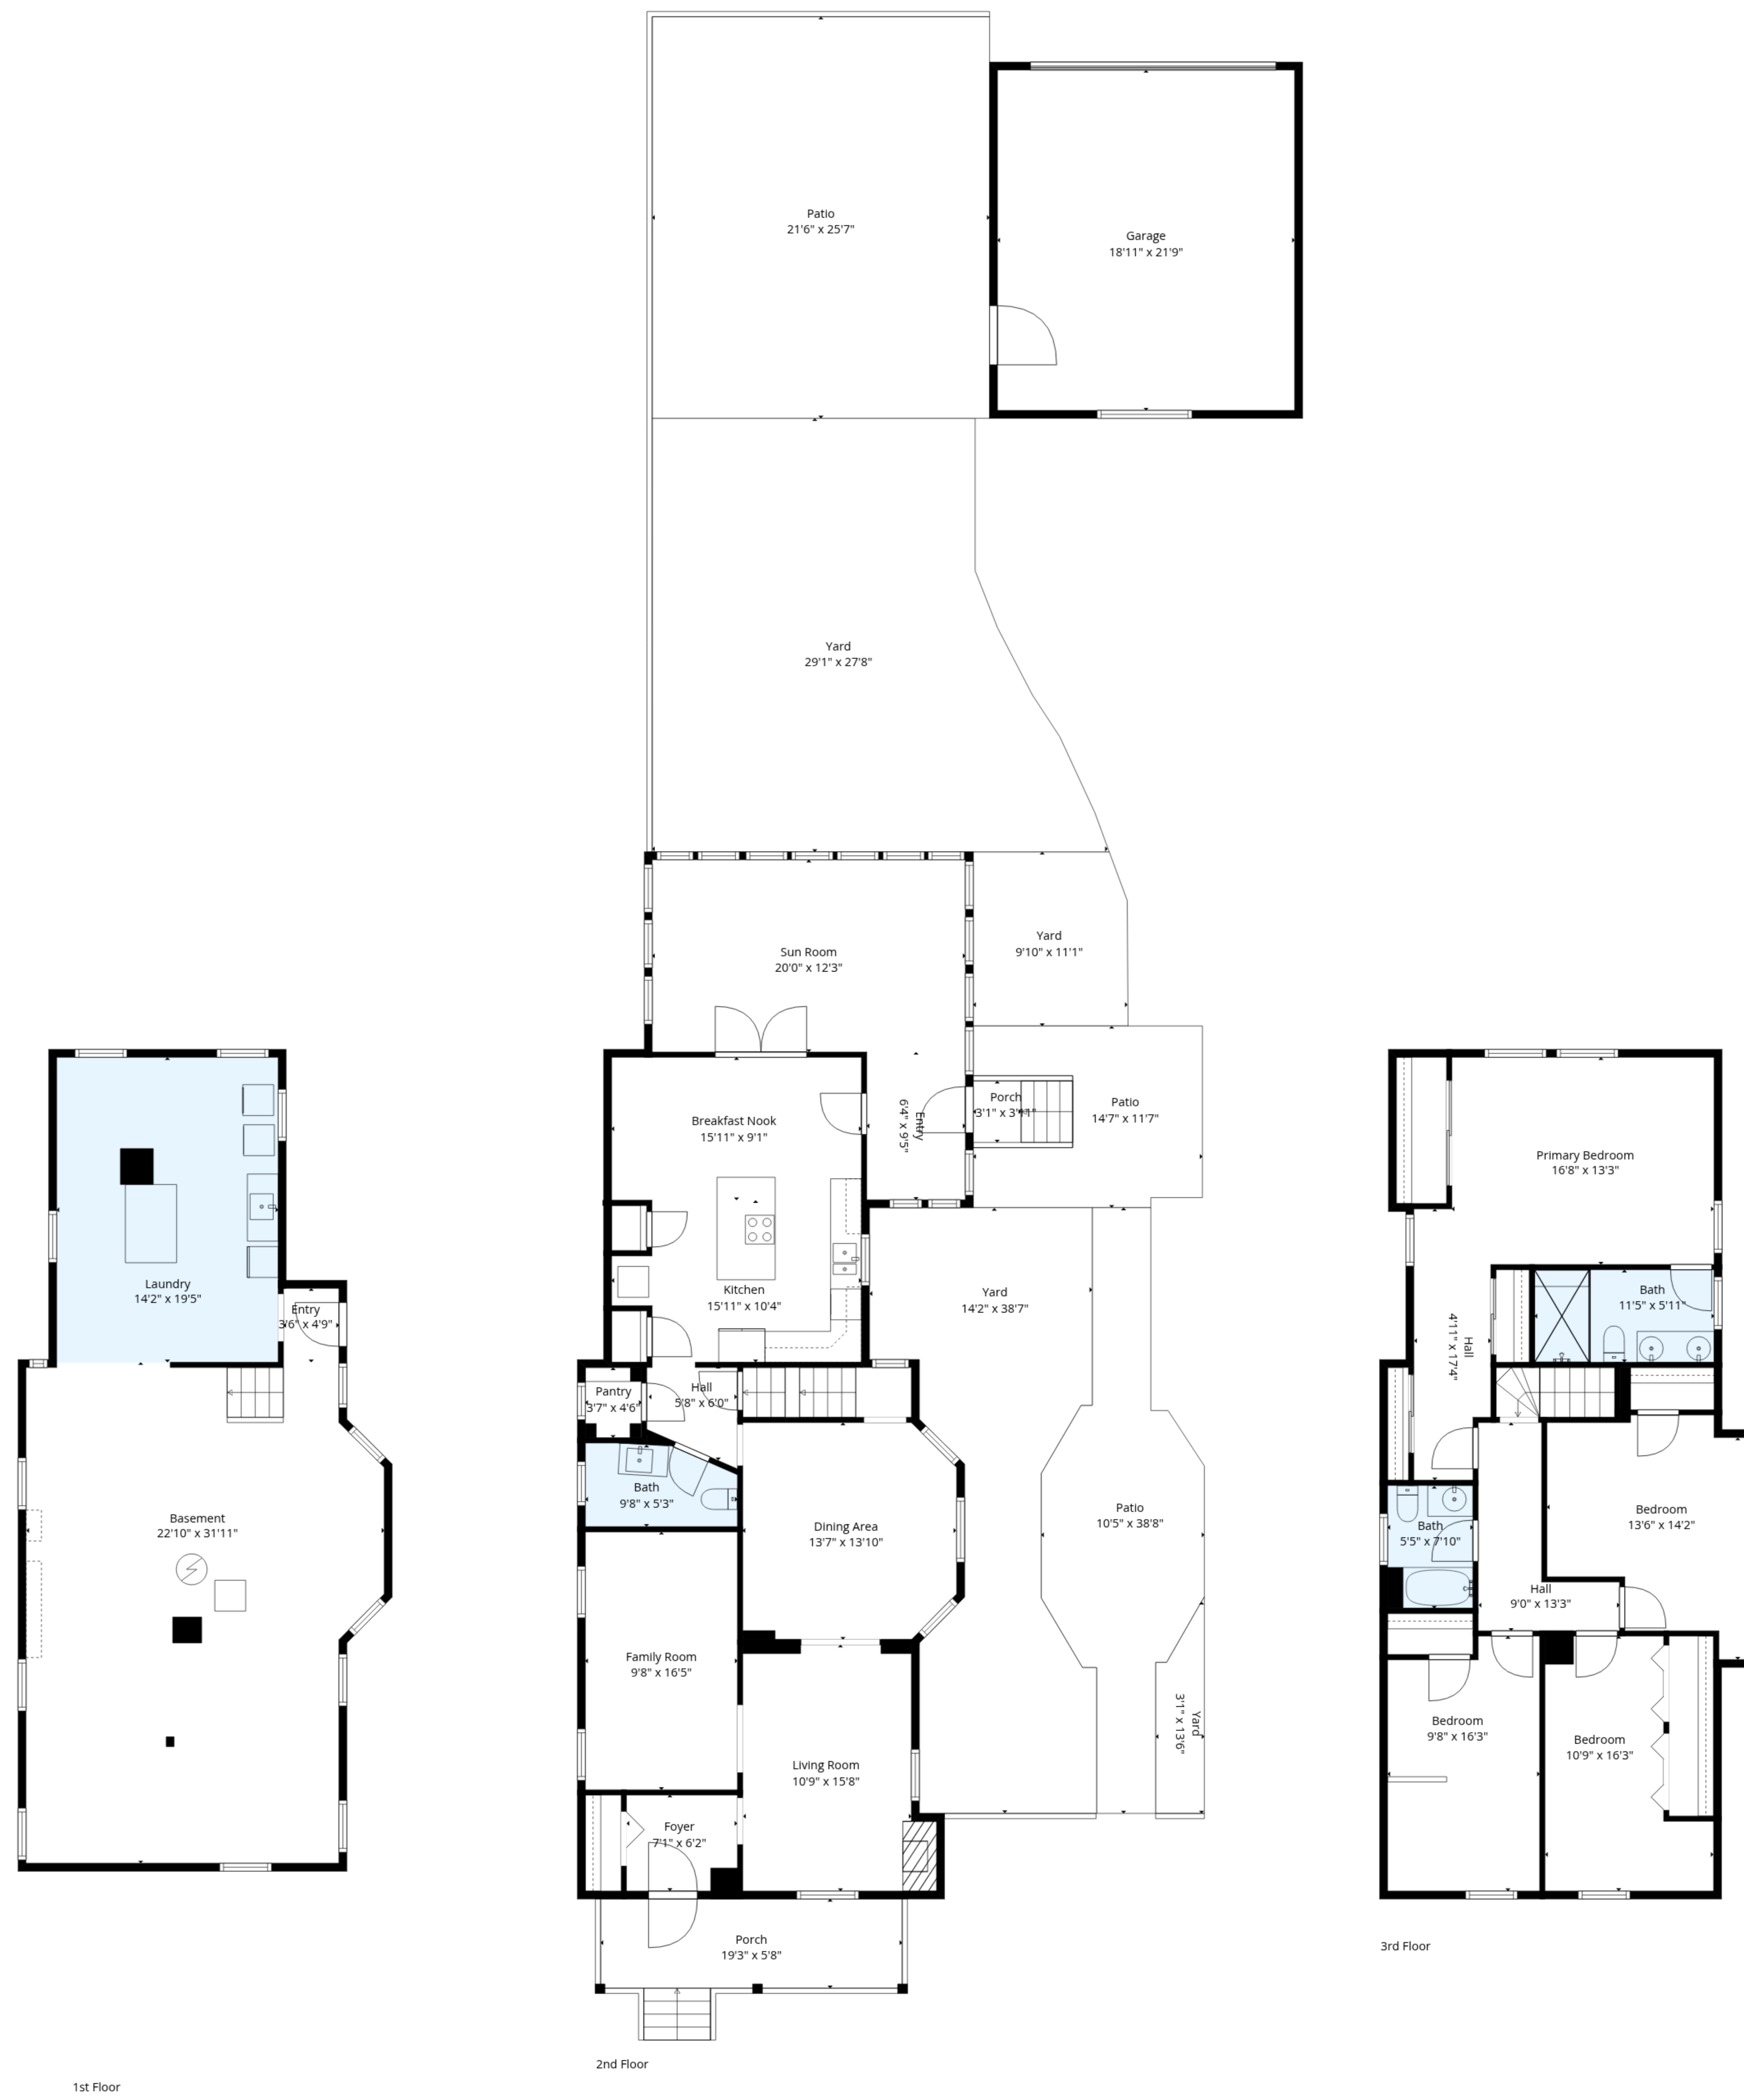 Patio
21'6" x 25'7"
Garage
18'11" x 21'9"
Yard
29'1" x 27'8"
Yard
9'10" x 11'1"
Sun Room
20'0" x 12'3"
Porch
3'1" x 3'11"
Patio
14'7" x 11'7"
Entry
6'4" x 9'5"
Breakfast Nook
15'11" x 9'1"
Kitchen
15'11" x 10'4"
Yard
14'2" x 38'7"
Pantry
3'7" x 4'6"
Hall
5'8" x 6'0"
Bath
9'8" x 5'3"
Dining Area
13'7" x 13'10"
Patio
10'5" x 38'8"
Family Room
9'8" x 16'5"
Yard
3'1" x 13'6"
Living Room
10'9" x 15'8"
Foyer
7'1" x 6'2"
Porch
19'3" x 5'8"
2nd Floor
Laundry
14'2" x 19'5"
Entry
3'6" x 4'9"
Basement
22'10" x 31'11"
1st Floor
Primary Bedroom
16'8" x 13'3"
Bath
11'5" x 5'11"
Hall
4'11" x 17'4"
Bedroom
13'6" x 14'2"
Bath
5'5" x 7'10"
Hall
9'0" x 13'3"
Bedroom
9'8" x 16'3"
Bedroom
10'9" x 16'3"
3rd Floor